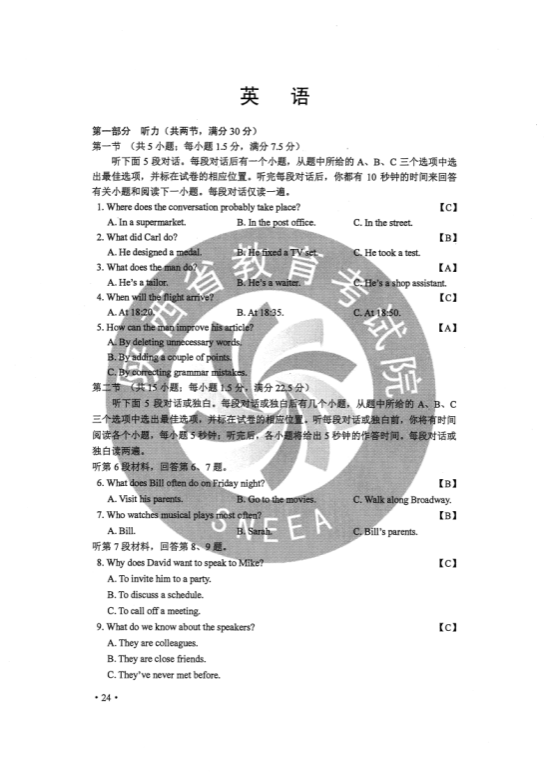 英 语
第一部分 听力（共两节，满分 30 分）
第一节 （共 5 小题；每小题 1.5 分，满分 7.5 分）
听下面 5 段对话。每段对话后有一个小题，从题中所给的 A、B、C 三个选项中选
出最佳选项，并标在试卷的相应位置。听完每段对话后，你都有 10 秒钟的时间来回答
有关小题和阅读下一小题。每段对话仅读一遍。
1. Where does the conversation probably take place? 【C】
A. In a supermarket. B. In the post office. C. In the street.
2. What did Carl do? 【B】
A. He designed a medal. B. He fixed a TV set. C. He took a test.
3. What does the man do? 【A】
A. He's a tailor. B. He's a waiter. C. He's a shop assistant.
4. When will the flight arrive? 【C】
A. At 18:20. B. At 18:35. C. At 18:50.
5. How can the man improve his article? 【A】
A. By deleting unnecessary words.
B. By adding a couple of points.
C. By correcting grammar mistakes.
第二节 （共 15 小题；每小题 1.5 分，满分 22.5 分）
听下面 5 段对话或独白。每段对话或独白后有几个小题，从题中所给的 A、B、C
三个选项中选出最佳选项，并标在试卷的相应位置。听每段对话或独白前，你将有时间
阅读各个小题，每小题 5 秒钟；听完后，各小题将给出 5 秒钟的作答时间。每段对话或
独白读两遍。
听第 6 段材料，回答第 6、7 题。
6. What does Bill often do on Friday night? 【B】
A. Visit his parents. B. Go to the movies. C. Walk along Broadway.
7. Who watches musical plays most often? 【B】
A. Bill. B. Sarah. C. Bill's parents.
听第 7 段材料，回答第 8、9 题。
8. Why does David want to speak to Mike? 【C】
A. To invite him to a party.
B. To discuss a schedule.
C. To call off a meeting.
9. What do we know about the speakers? 【C】
A. They are colleagues.
B. They are close friends.
C. They've never met before.
· 24 ·
陕西省教育考试院
SNEEA